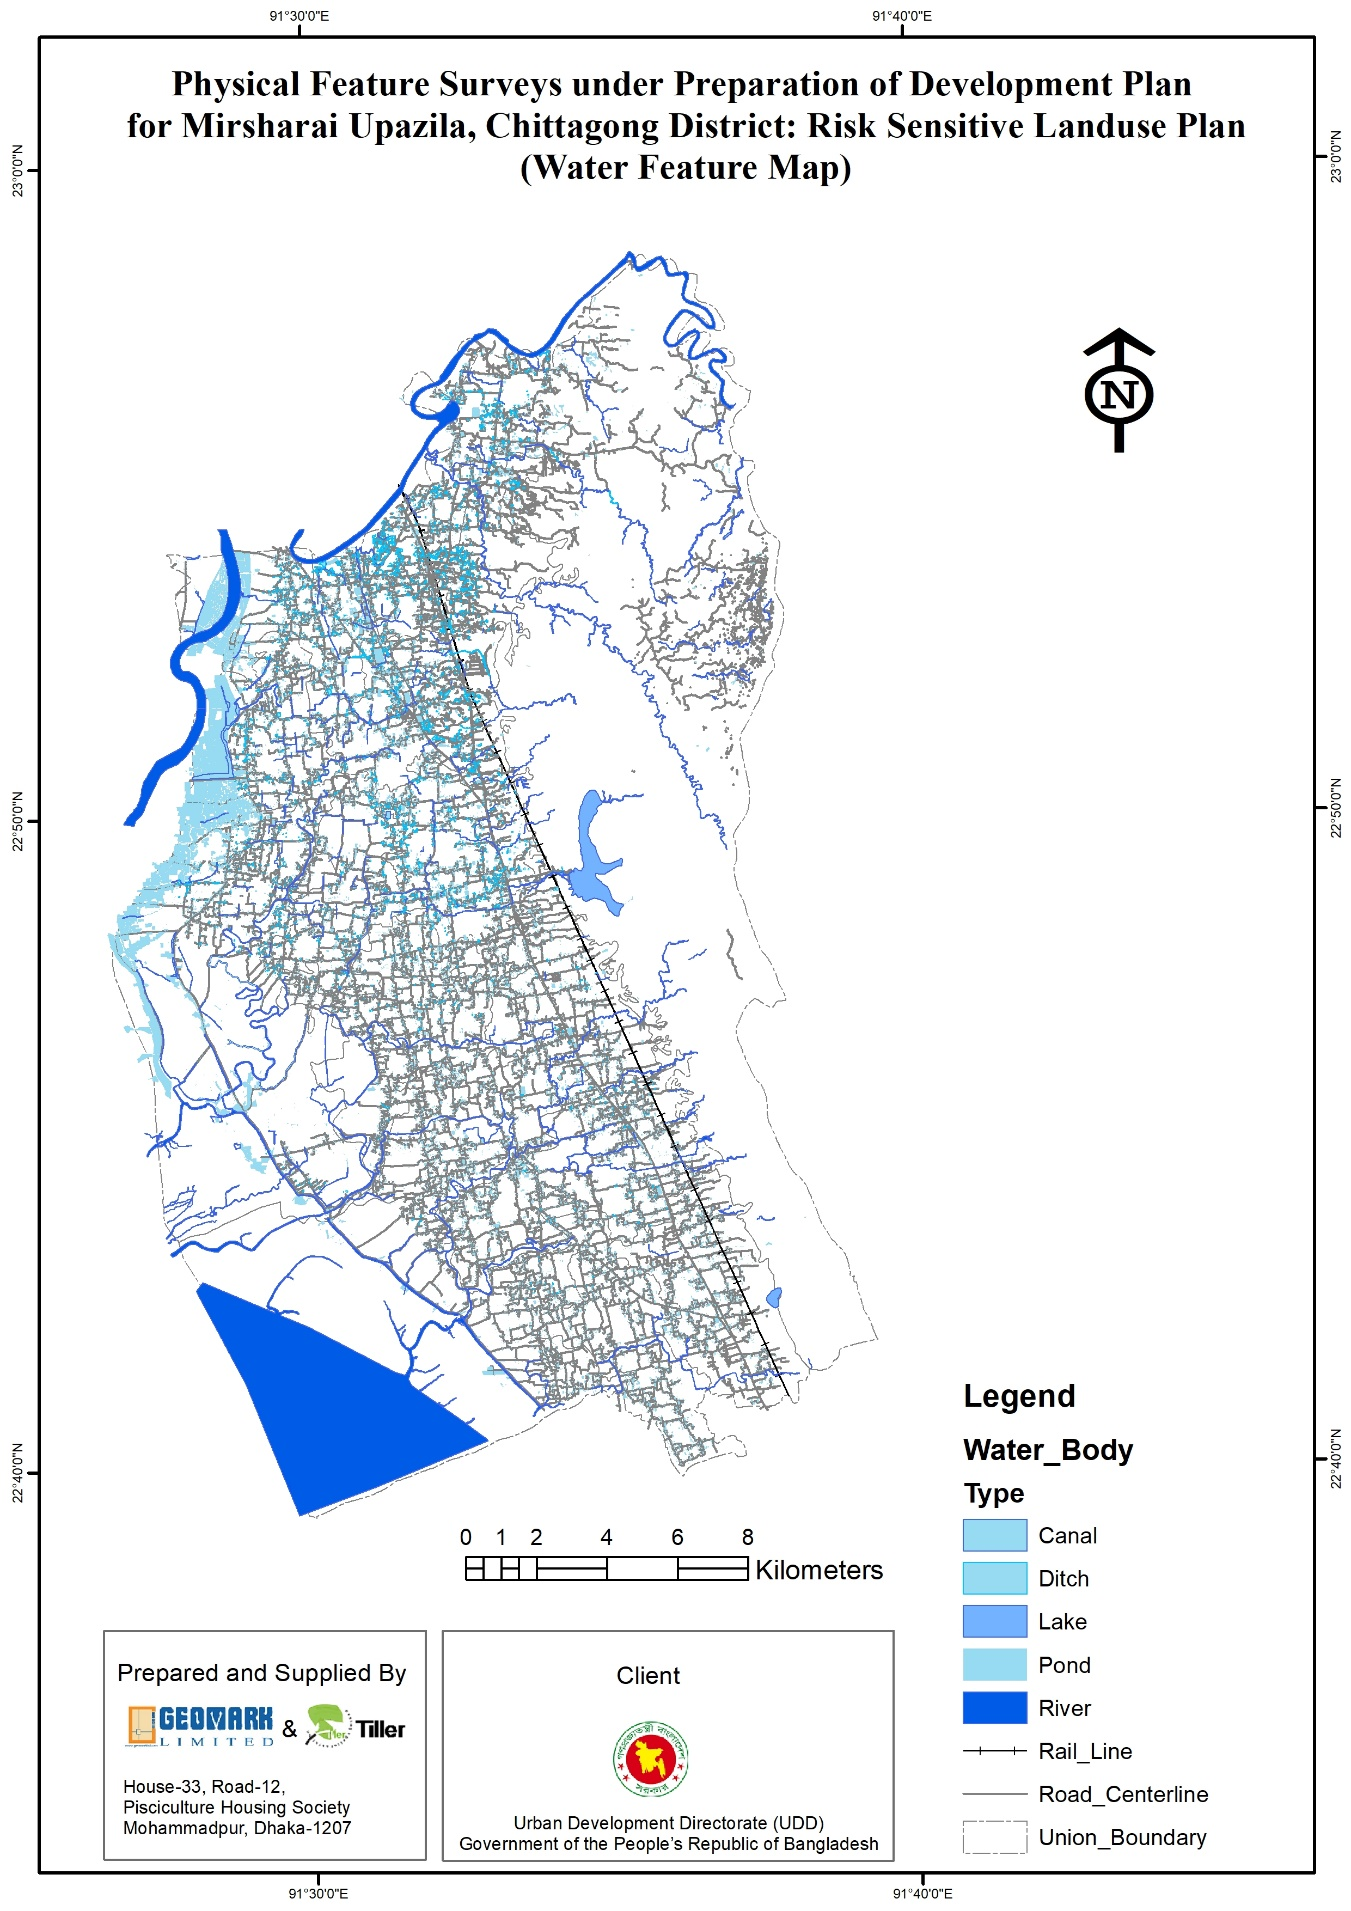 91°30'0"E
91°40'0"E
Physical Feature Surveys under Preparation of Development Plan
for Mirsharai Upazila, Chittagong District: Risk Sensitive Landuse Plan
(Water Feature Map)
23°0'0"N
23°0'0"N
N
22°50'0"N
22°50'0"N
Legend
Water_Body
22°40'0"N
22°40'0"N
Type
0 1 2 4 6 8
Kilometers
Canal
Ditch
Lake
Pond
River
Rail_Line
Road_Centerline
Union_Boundary
Prepared and Supplied By
GEOMARK
LIMITED
&
Tiller
House-33, Road-12,
Pisciculture Housing Society
Mohammadpur, Dhaka-1207
Client
গণপ্রজাতন্ত্রী বাংলাদেশ
সরকার
Urban Development Directorate (UDD)
Government of the People's Republic of Bangladesh
91°30'0"E
91°40'0"E